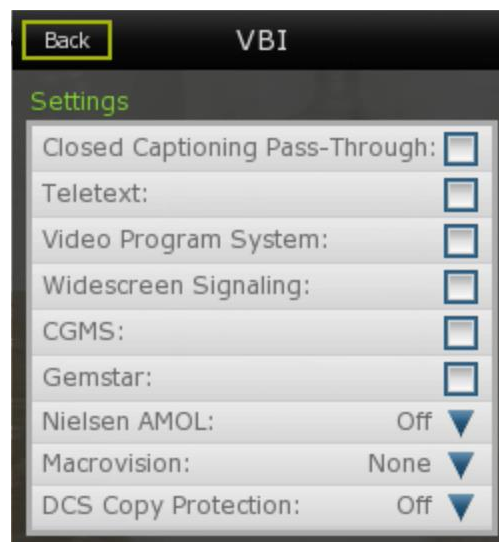 Back VBI
Settings
Closed Captioning Pass-Through:
Teletext:
Video Program System:
Widescreen Signaling:
CGMS:
Gemstar:
Nielsen AMOL: Off
Macrovision: None
DCS Copy Protection: Off